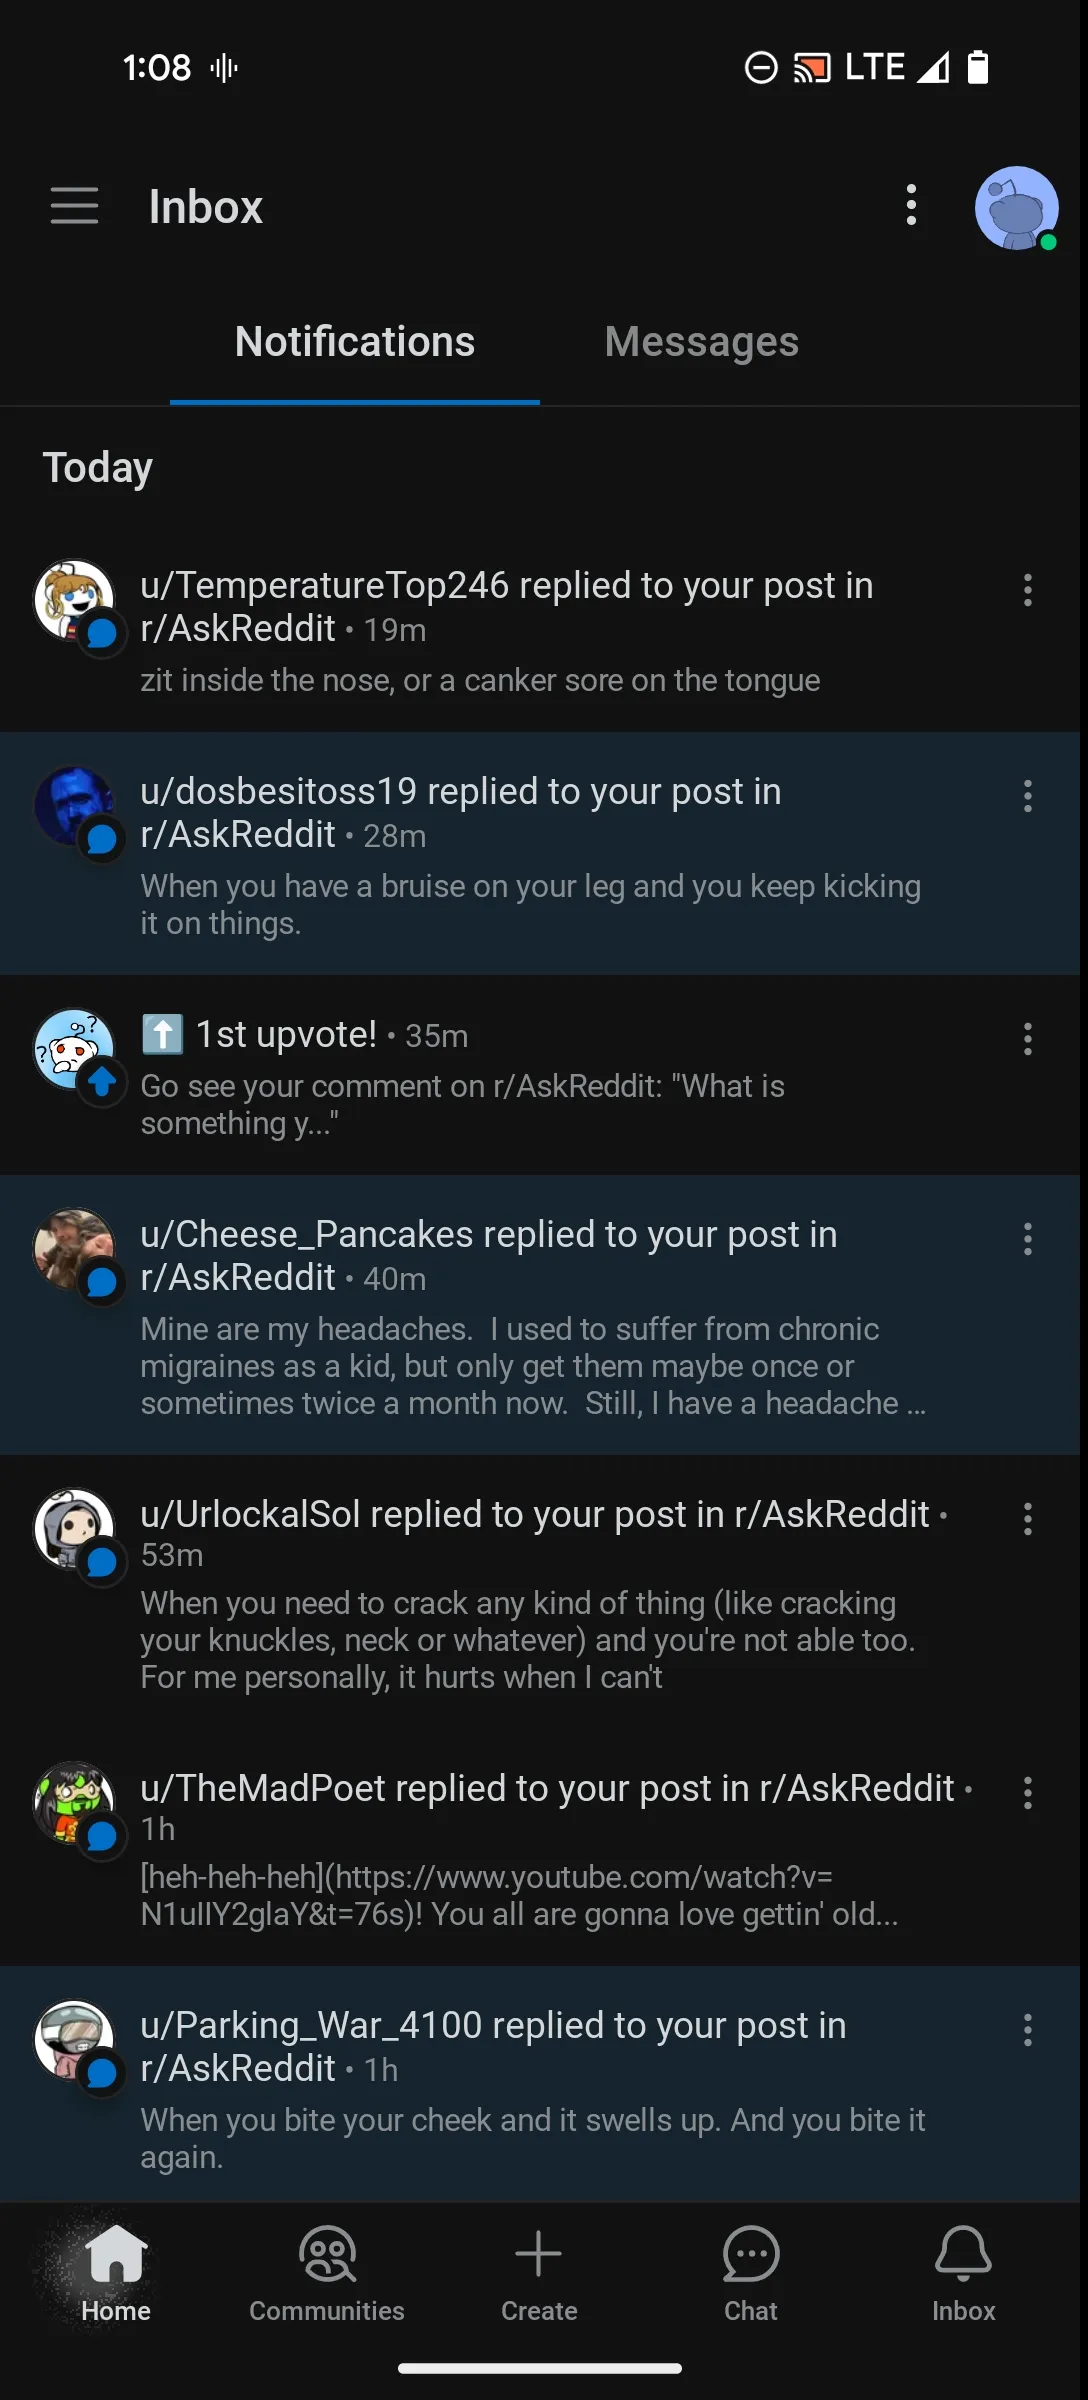 1:08 LTE
Inbox
Notifications Messages
Today
u/TemperatureTop246 replied to your post in
r/AskReddit • 19m
zit inside the nose, or a canker sore on the tongue
u/dosbesitoss19 replied to your post in
r/AskReddit • 28m
When you have a bruise on your leg and you keep kicking
it on things.
⬆️ 1st upvote! • 35m
Go see your comment on r/AskReddit: "What is
something y..."
u/Cheese_Pancakes replied to your post in
r/AskReddit • 40m
Mine are my headaches.  I used to suffer from chronic
migraines as a kid, but only get them maybe once or
sometimes twice a month now.  Still, I have a headache ...
u/UrlockalSol replied to your post in r/AskReddit •
53m
When you need to crack any kind of thing (like cracking
your knuckles, neck or whatever) and you're not able too.
For me personally, it hurts when I can't
u/TheMadPoet replied to your post in r/AskReddit •
1h
[heh-heh-heh](https://www.youtube.com/watch?v=
N1uIIY2glaY&t=76s)! You all are gonna love gettin' old...
u/Parking_War_4100 replied to your post in
r/AskReddit • 1h
When you bite your cheek and it swells up. And you bite it
again.
Home Communities Create Chat Inbox